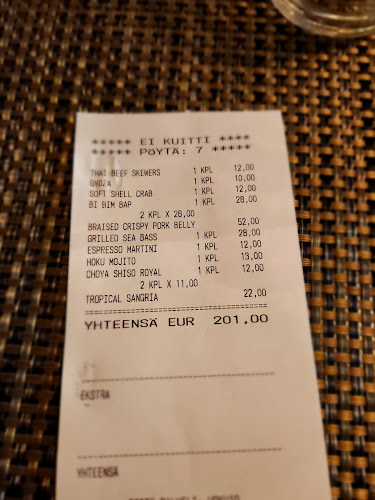 ***** EI KUITTI ****
***** PÖYTÄ: 7 *****
THAI BEEF SKEWERS 1 KPL 12,00
GYOZA 1 KPL 10,00
SOFT SHELL CRAB 1 KPL 12,00
BI BIM BAP 1 KPL 28,00
2 KPL X 26,00
BRAISED CRISPY PORK BELLY 52,00
GRILLED SEA BASS 1 KPL 28,00
ESPRESSO MARTINI 1 KPL 12,00
HOKU MOJITO 1 KPL 13,00
CHOYA SHISO ROYAL 1 KPL 12,00
2 KPL X 11,00
TROPICAL SANGRIA 22,00
YHTEENSÄ EUR 201,00
EKSTRA
YHTEENSÄ